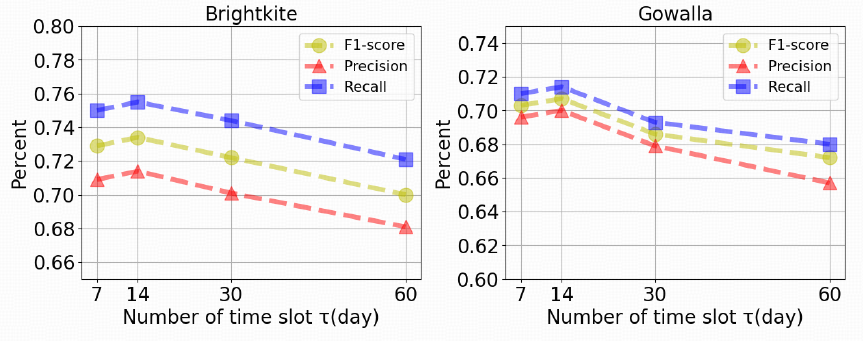 Brightkite
0.80
0.78
0.76
0.74
0.72
0.70
0.68
0.66
Percent
F1-score
Precision
Recall
7 14 30 60
Number of time slot τ(day)
Gowalla
0.74
0.72
0.70
0.68
0.66
0.64
0.62
0.60
Percent
F1-score
Precision
Recall
7 14 30 60
Number of time slot τ(day)